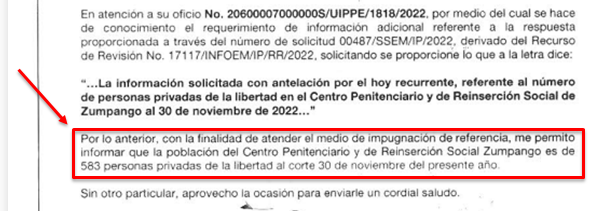 En atención a su oficio No. 20600007000000S/UIPPE/1818/2022, por medio del cual se hace
de conocimiento el requerimiento de información adicional referente a la respuesta
proporcionada a través del número de solicitud 00487/SSEM/IP/2022, derivado del Recurso
de Revisión No. 17117/INFOEM/IP/RR/2022, solicitando se proporcione lo que a la letra dice:
“…La información solicitada con antelación por el hoy recurrente, referente al número
de personas privadas de la libertad en el Centro Penitenciario y de Reinserción Social de
Zumpango al 30 de noviembre de 2022…”
Por lo anterior, con la finalidad de atender el medio de impugnación de referencia, me permito
informar que la población del Centro Penitenciario y de Reinserción Social Zumpango es de
583 personas privadas de la libertad al corte 30 de noviembre del presente año.
Sin otro particular, aprovecho la ocasión para enviarle un cordial saludo.